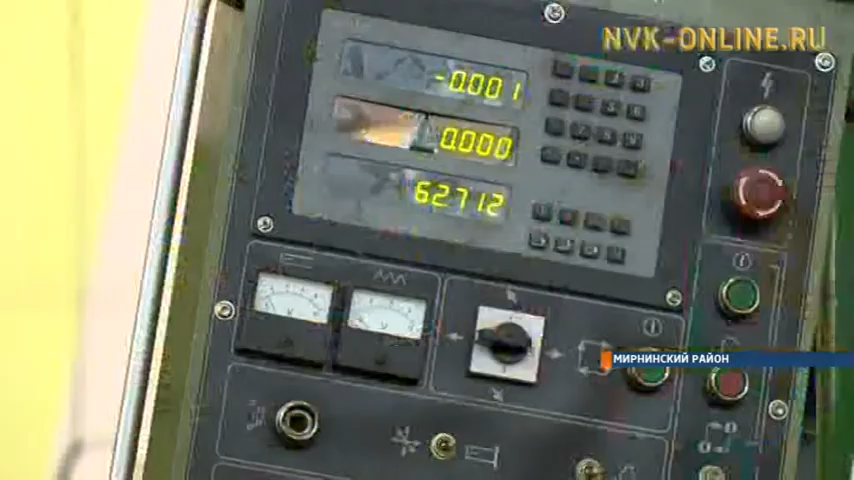 NVK-ONLINE.RU
-0.001
0.000
62712
V
V
МИРНИНСКИЙ РАЙОН